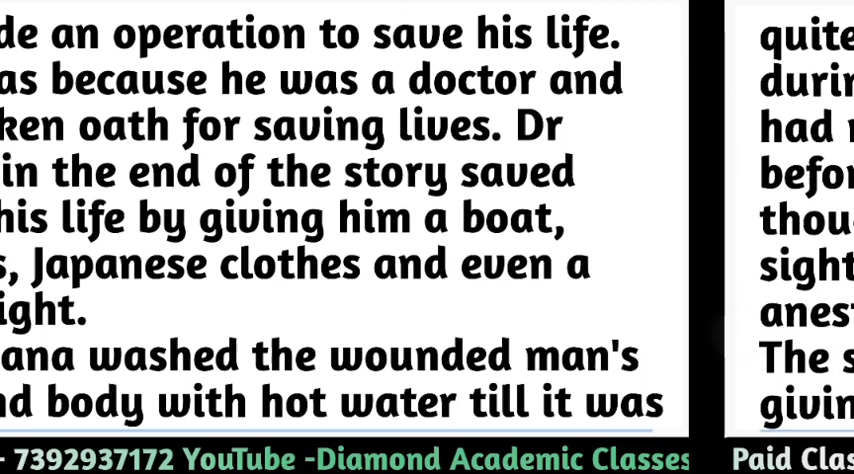 de an operation to save his life.
as because he was a doctor and
ken oath for saving lives. Dr
in the end of the story saved
his life by giving him a boat,
s, Japanese clothes and even a
ight.
ana washed the wounded man's
nd body with hot water till it was
- 7392937172 YouTube -Diamond Academic Classes
quite
durin
had
befor
thou
sight
anest
The s
givin
Paid Clas